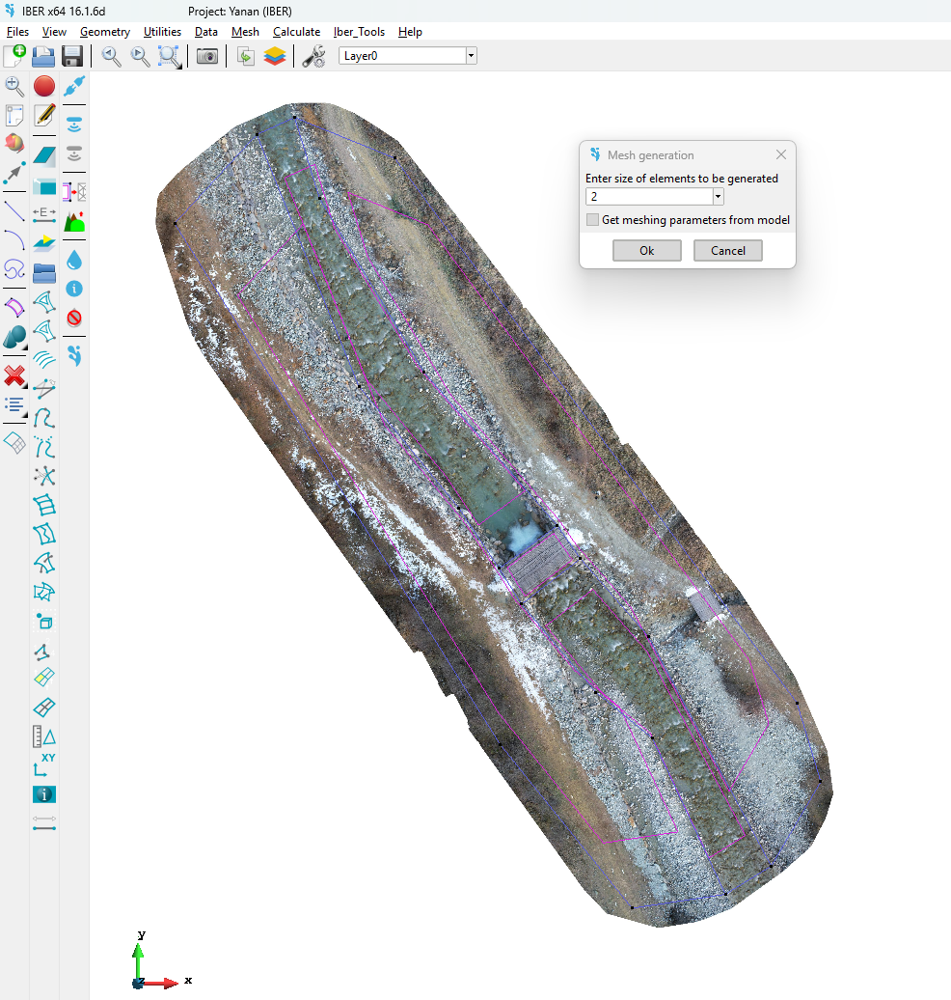 IBER x64 16.1.6d Project: Yanan (IBER)
Files View Geometry Utilities Data Mesh Calculate Iber_Tools Help
Layer0
Mesh generation
Enter size of elements to be generated
2
Get meshing parameters from model
Ok Cancel
E
XY
i
i
y
z
x